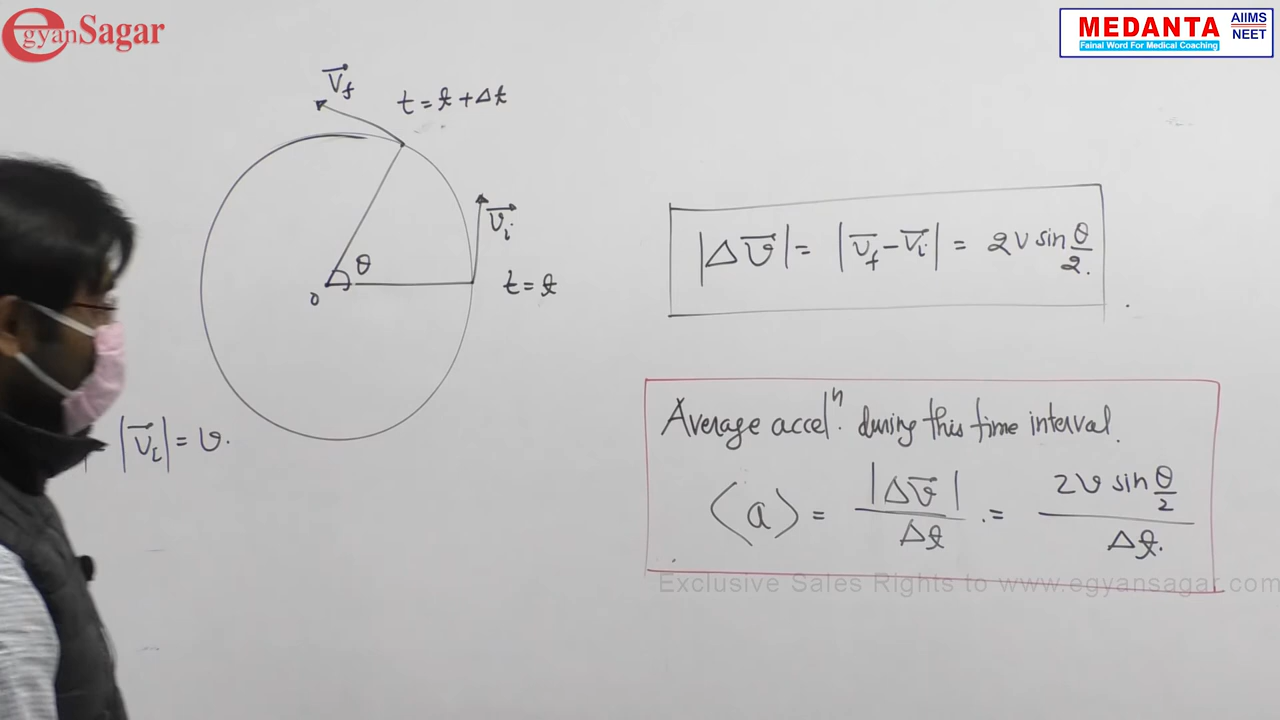 egyanSagar
MEDANTA AIIMS NEET
Fainal Word For Medical Coaching
V⃗f
t = t + Δt
V⃗i
θ
o
t = t
|V⃗i| = v.
|Δv⃗| = |v⃗f − v⃗i| = 2v sin θ/2.
Average accelⁿ. during this time interval.
⟨a⟩ = |Δv⃗| / Δt . = 2v sin θ/2 / Δt.
Exclusive Sales Rights to www.egyansagar.com